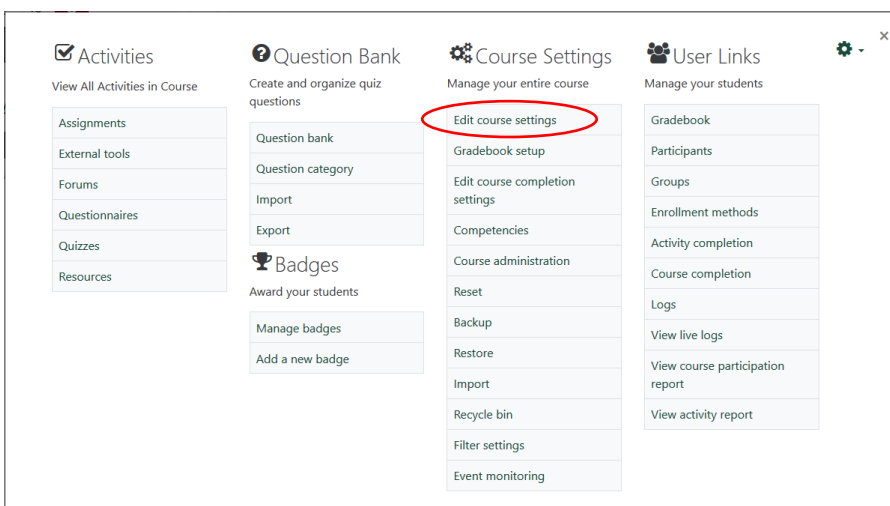 Activities
View All Activities in Course
Assignments
External tools
Forums
Questionnaires
Quizzes
Resources
Question Bank
Create and organize quiz
questions
Question bank
Question category
Import
Export
Badges
Award your students
Manage badges
Add a new badge
Course Settings
Manage your entire course
Edit course settings
Gradebook setup
Edit course completion
settings
Competencies
Course administration
Reset
Backup
Restore
Import
Recycle bin
Filter settings
Event monitoring
User Links
Manage your students
Gradebook
Participants
Groups
Enrollment methods
Activity completion
Course completion
Logs
View live logs
View course participation
report
View activity report
×